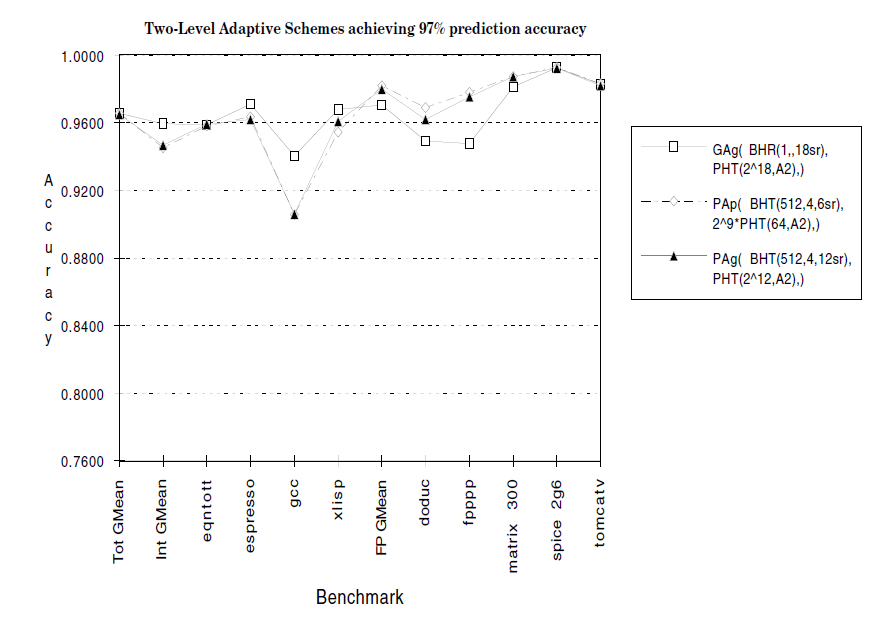 Two-Level Adaptive Schemes achieving 97% prediction accuracy
1.0000
0.9600
0.9200
0.8800
0.8400
0.8000
0.7600
Accuracy
Tot GMean
Int GMean
eqntott
espresso
gcc
xlisp
FP GMean
doduc
fpppp
matrix 300
spice 2g6
tomcatv
Benchmark
GAg( BHR(1,,18sr),
PHT(2^18,A2),)
PAp( BHT(512,4,6sr),
2^9*PHT(64,A2),)
PAg( BHT(512,4,12sr),
PHT(2^12,A2),)